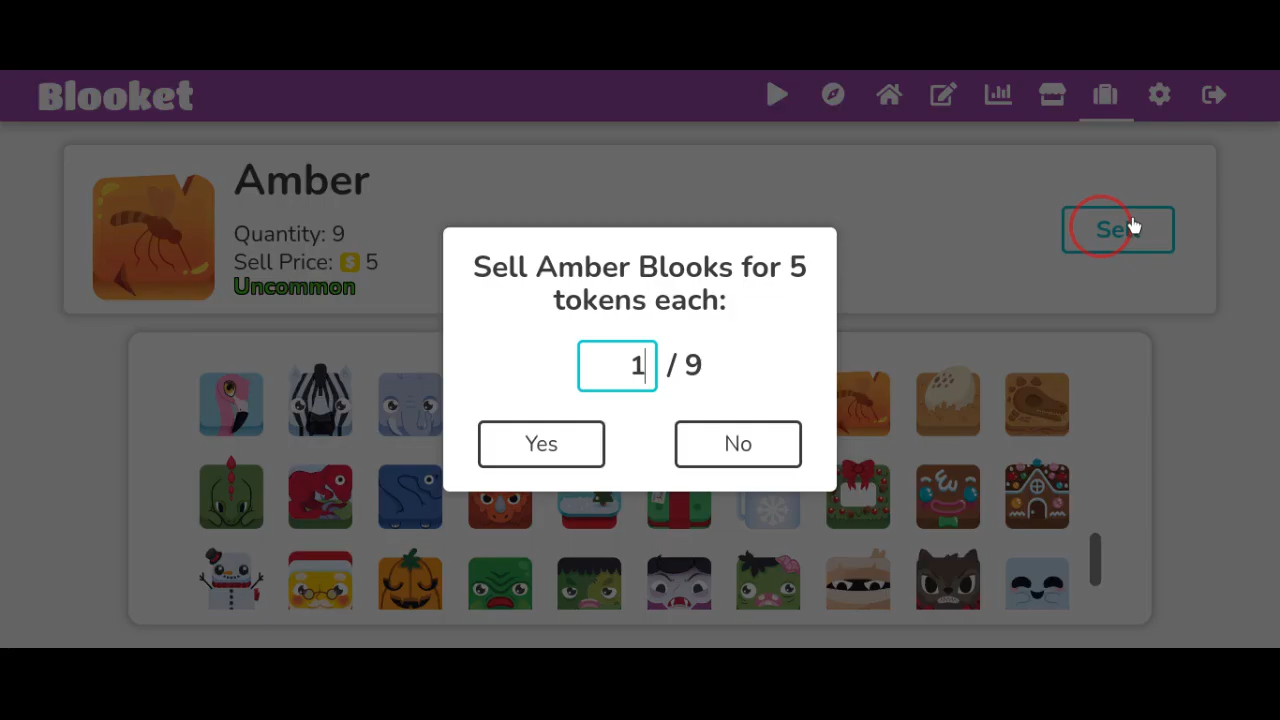 Blooket
Amber
Quantity: 9
Sell Price: 5
Uncommon
Sell
Sell Amber Blooks for 5
tokens each:
1 / 9
Yes
No